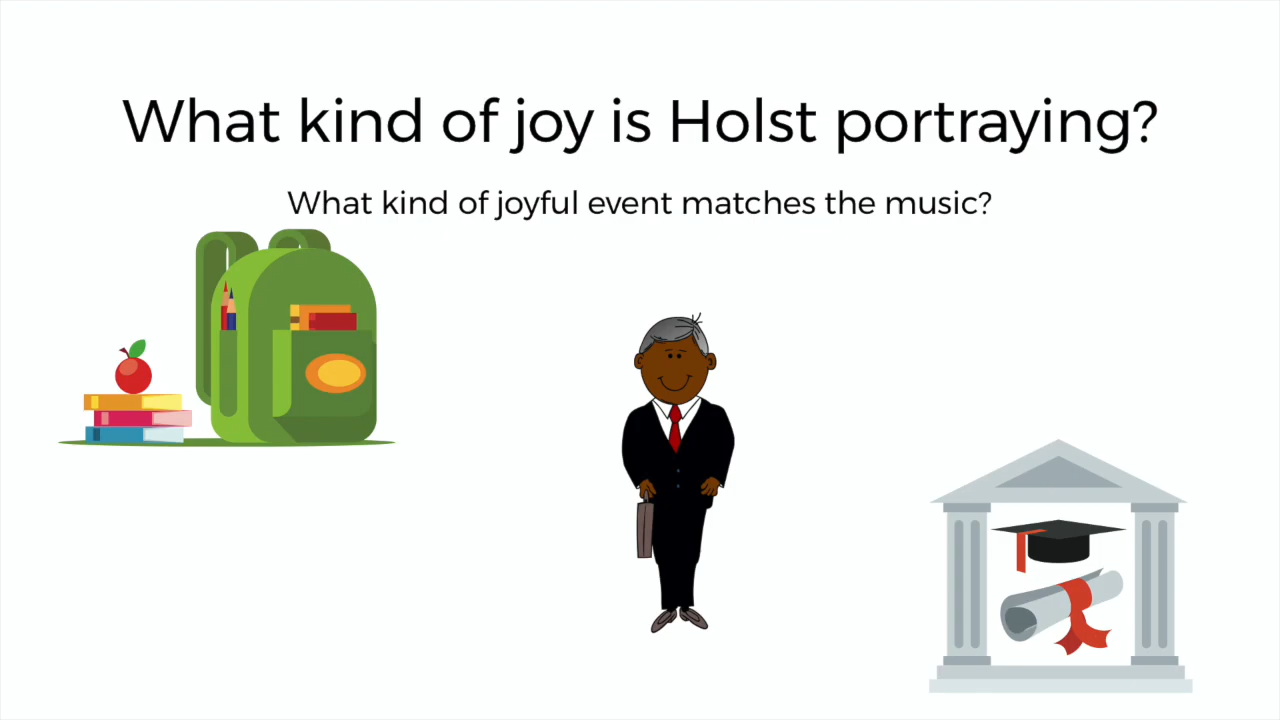 What kind of joy is Holst portraying?
What kind of joyful event matches the music?